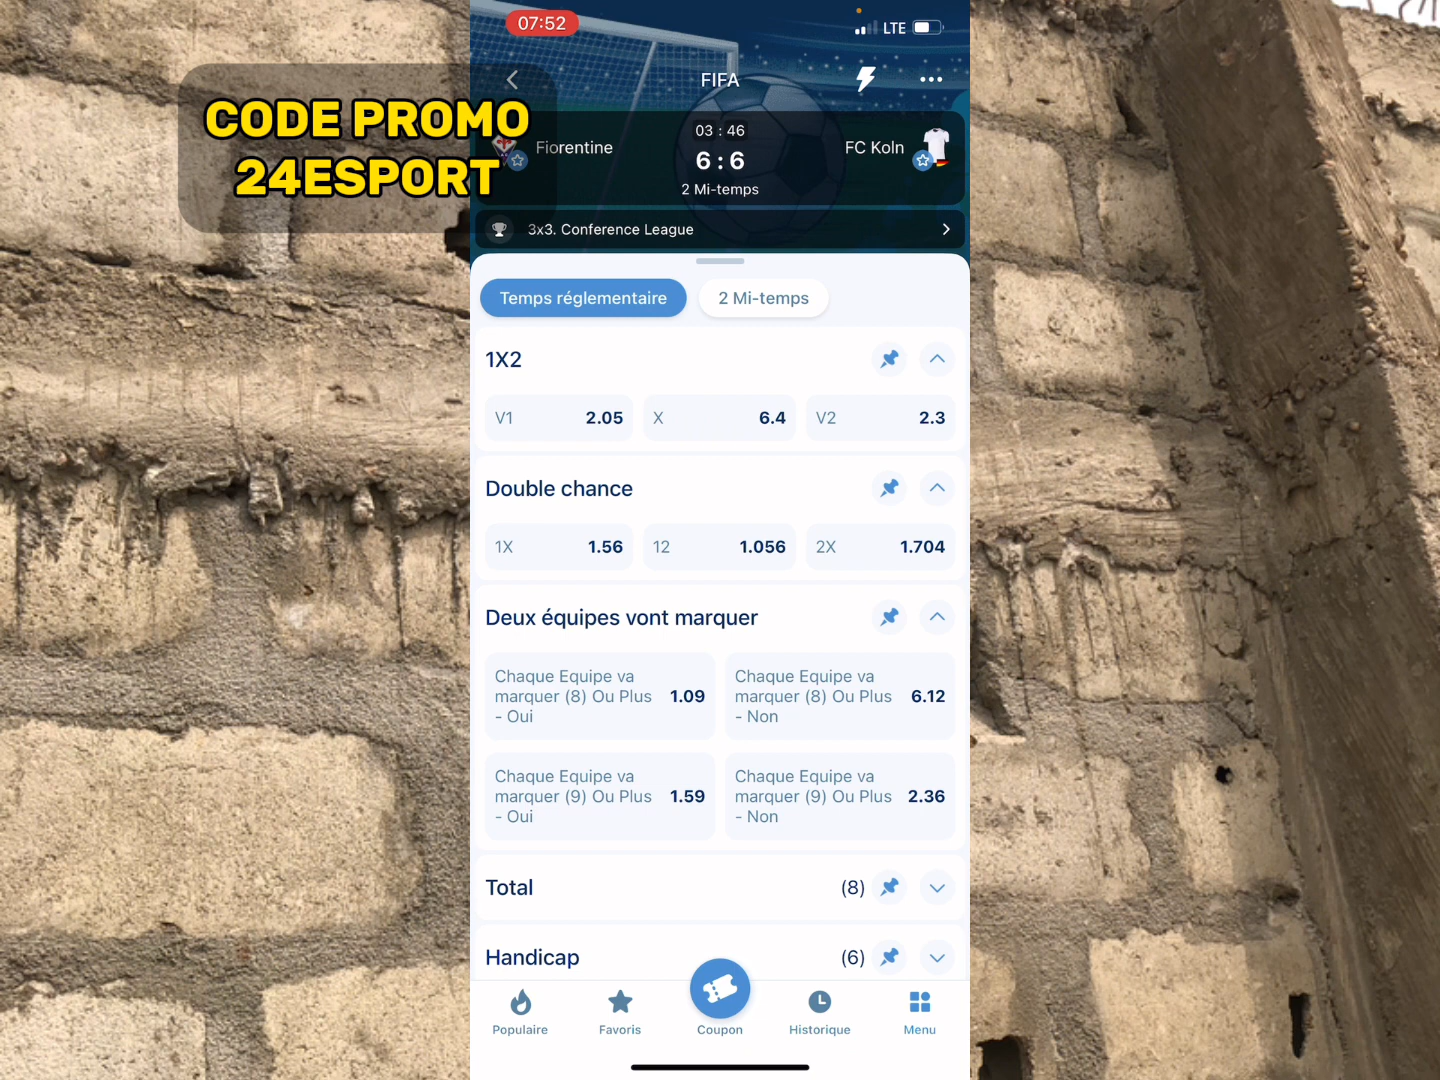 07:52
LTE
FIFA
CODE PROMO
24ESPORT
Fiorentine
03 : 46
6 : 6
2 Mi-temps
FC Koln
3x3. Conference League
Temps réglementaire
2 Mi-temps
1X2
V1 2.05
X 6.4
V2 2.3
Double chance
1X 1.56
12 1.056
2X 1.704
Deux équipes vont marquer
Chaque Equipe va
marquer (8) Ou Plus
- Oui
1.09
Chaque Equipe va
marquer (8) Ou Plus
- Non
6.12
Chaque Equipe va
marquer (9) Ou Plus
- Oui
1.59
Chaque Equipe va
marquer (9) Ou Plus
- Non
2.36
Total (8)
Handicap (6)
Populaire
Favoris
Coupon
Historique
Menu